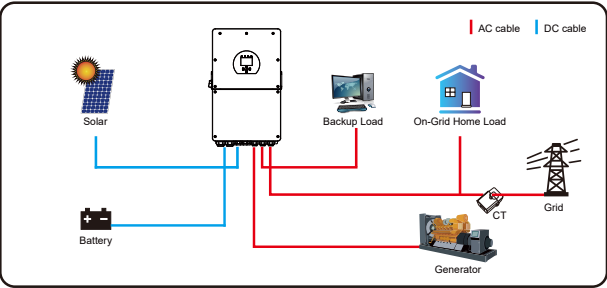 AC cable
DC cable
Solar
Backup Load
On-Grid Home Load
CT
Grid
Battery
Generator